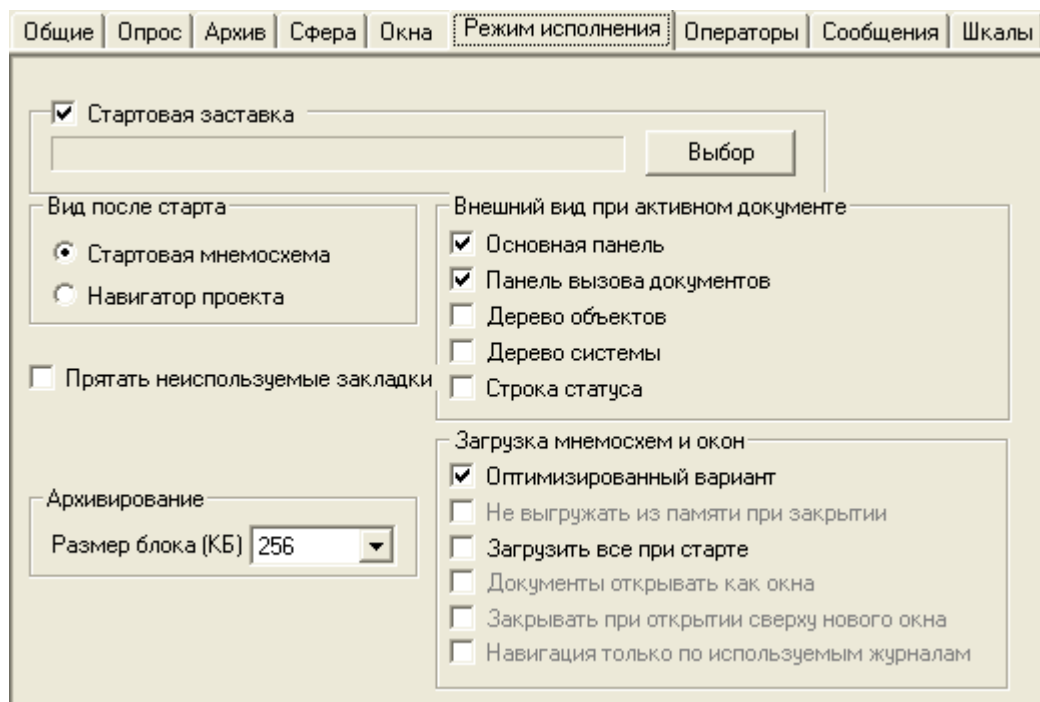 Общие Опрос Архив Сфера Окна Режим исполнения Операторы Сообщения Шкалы
Стартовая заставка
Выбор
Вид после старта
Стартовая мнемосхема
Навигатор проекта
Прятать неиспользуемые закладки
Архивирование
Размер блока (КБ) 256
Внешний вид при активном документе
Основная панель
Панель вызова документов
Дерево объектов
Дерево системы
Строка статуса
Загрузка мнемосхем и окон
Оптимизированный вариант
Не выгружать из памяти при закрытии
Загрузить все при старте
Документы открывать как окна
Закрывать при открытии сверху нового окна
Навигация только по используемым журналам